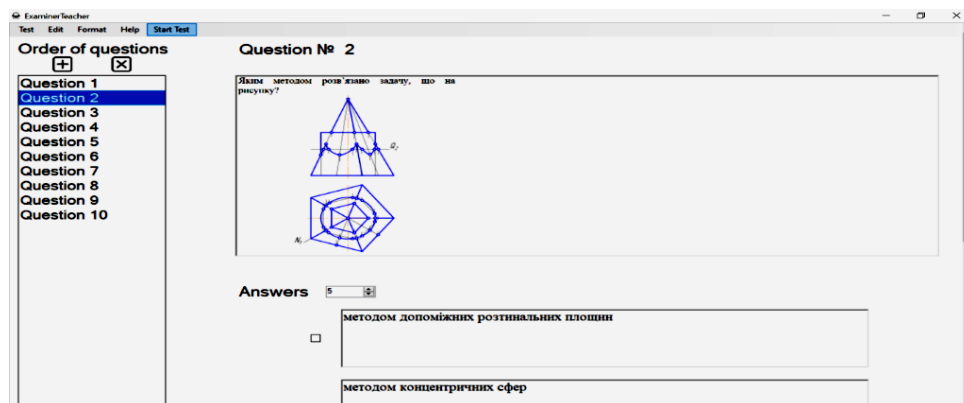 ExaminerTeacher
Test Edit Format Help Start Test
Order of questions
Question № 2
Question 1
Question 2
Question 3
Question 4
Question 5
Question 6
Question 7
Question 8
Question 9
Question 10
Яким методом розв'язано задачу, що на
рисунку?
Answers 5
методом допоміжних розтинальних площин
методом концентричних сфер